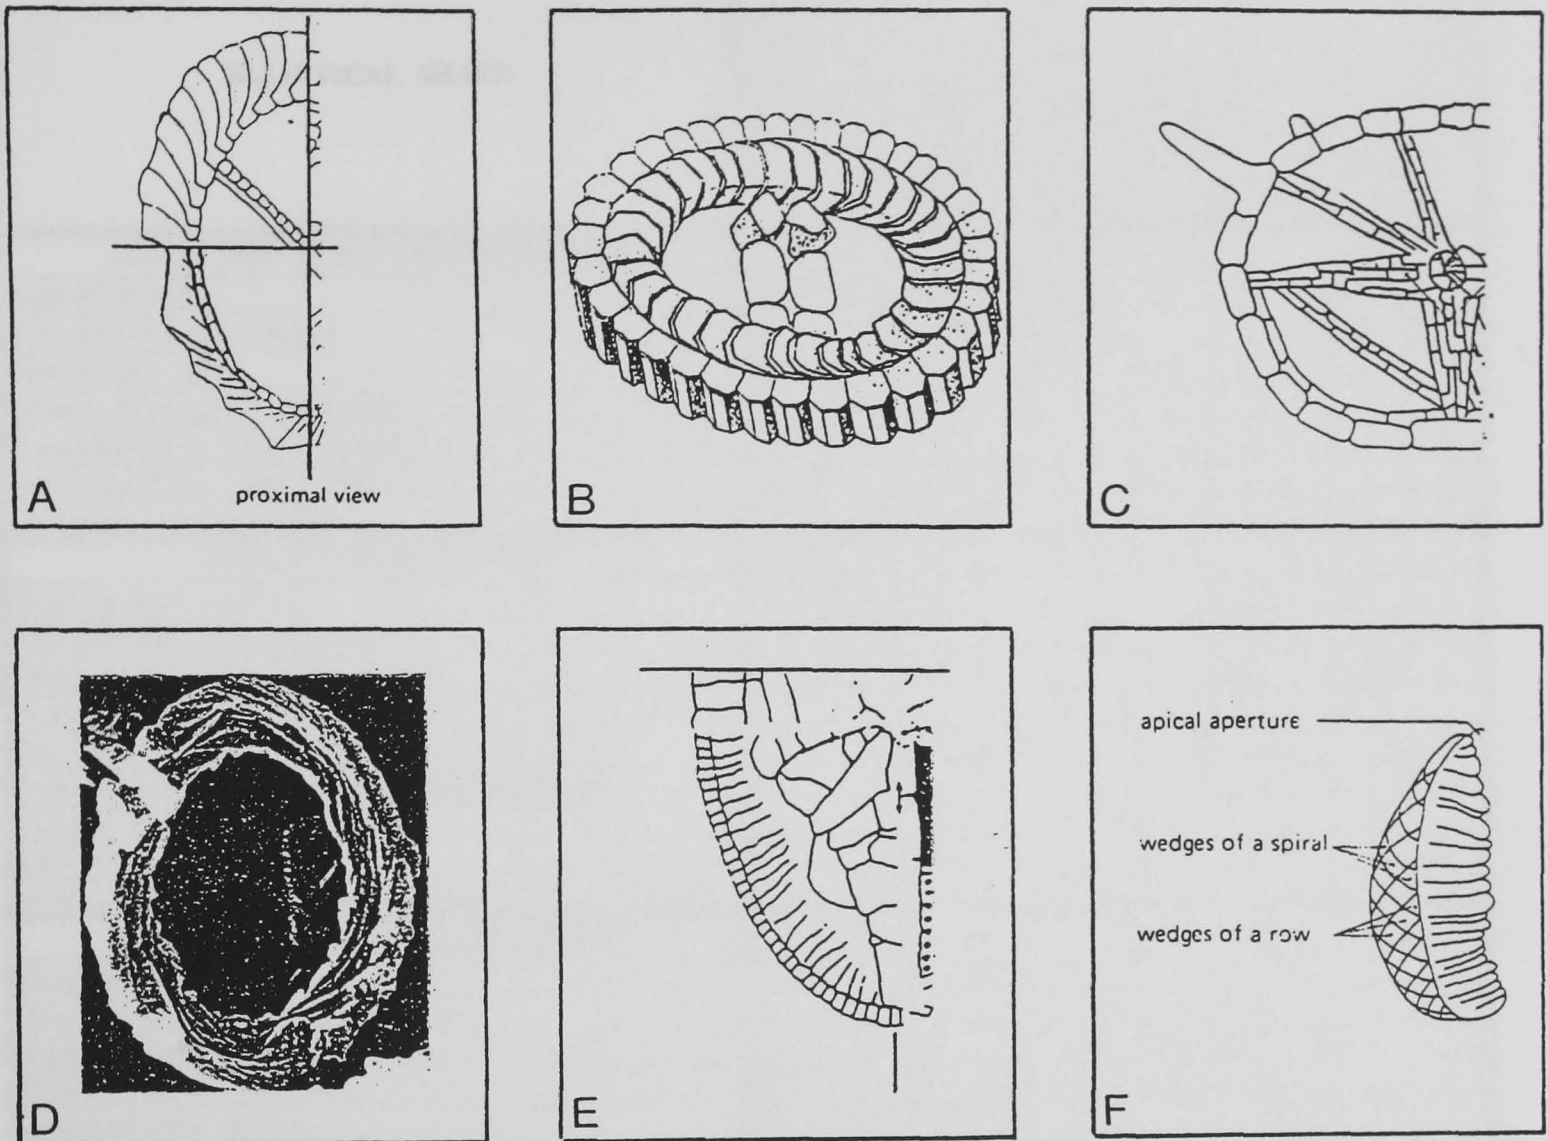 proximal view
A
B
C
D
E
apical aperture
wedges of a spiral
wedges of a row
F